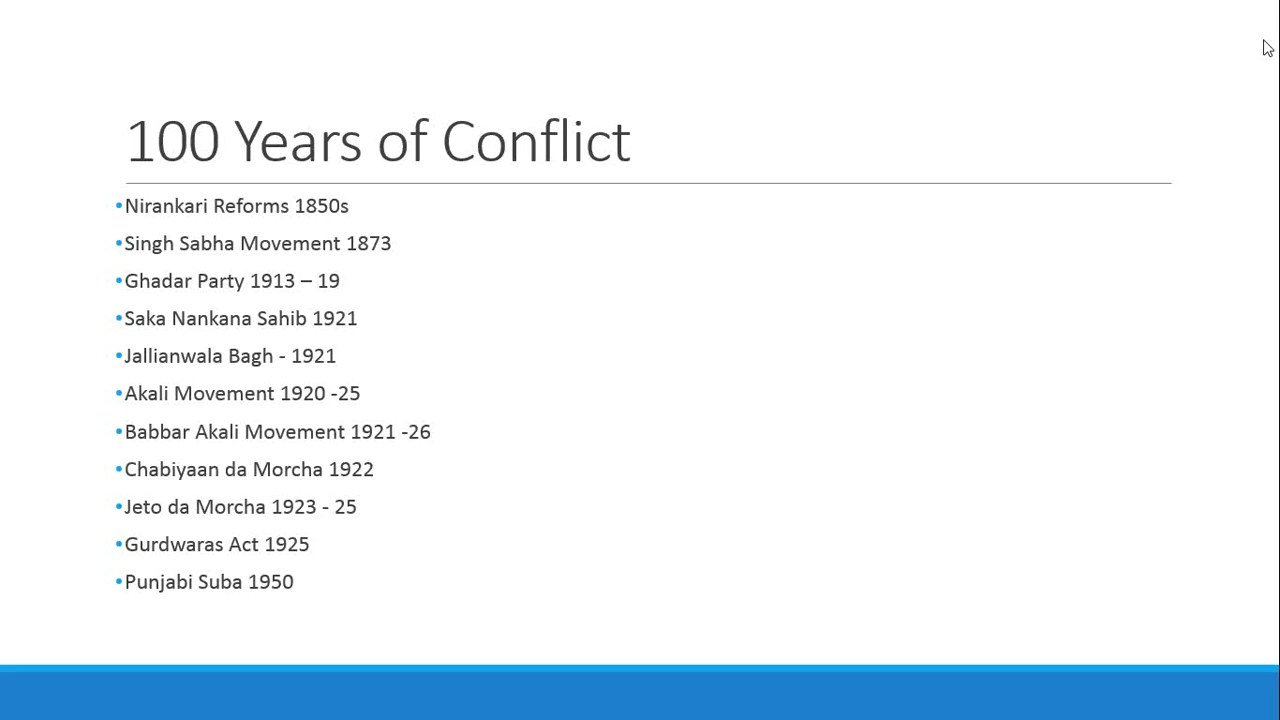 100 Years of Conflict
•Nirankari Reforms 1850s
•Singh Sabha Movement 1873
•Ghadar Party 1913 – 19
•Saka Nankana Sahib 1921
•Jallianwala Bagh - 1921
•Akali Movement 1920 -25
•Babbar Akali Movement 1921 -26
•Chabiyaan da Morcha 1922
•Jeto da Morcha 1923 - 25
•Gurdwaras Act 1925
•Punjabi Suba 1950